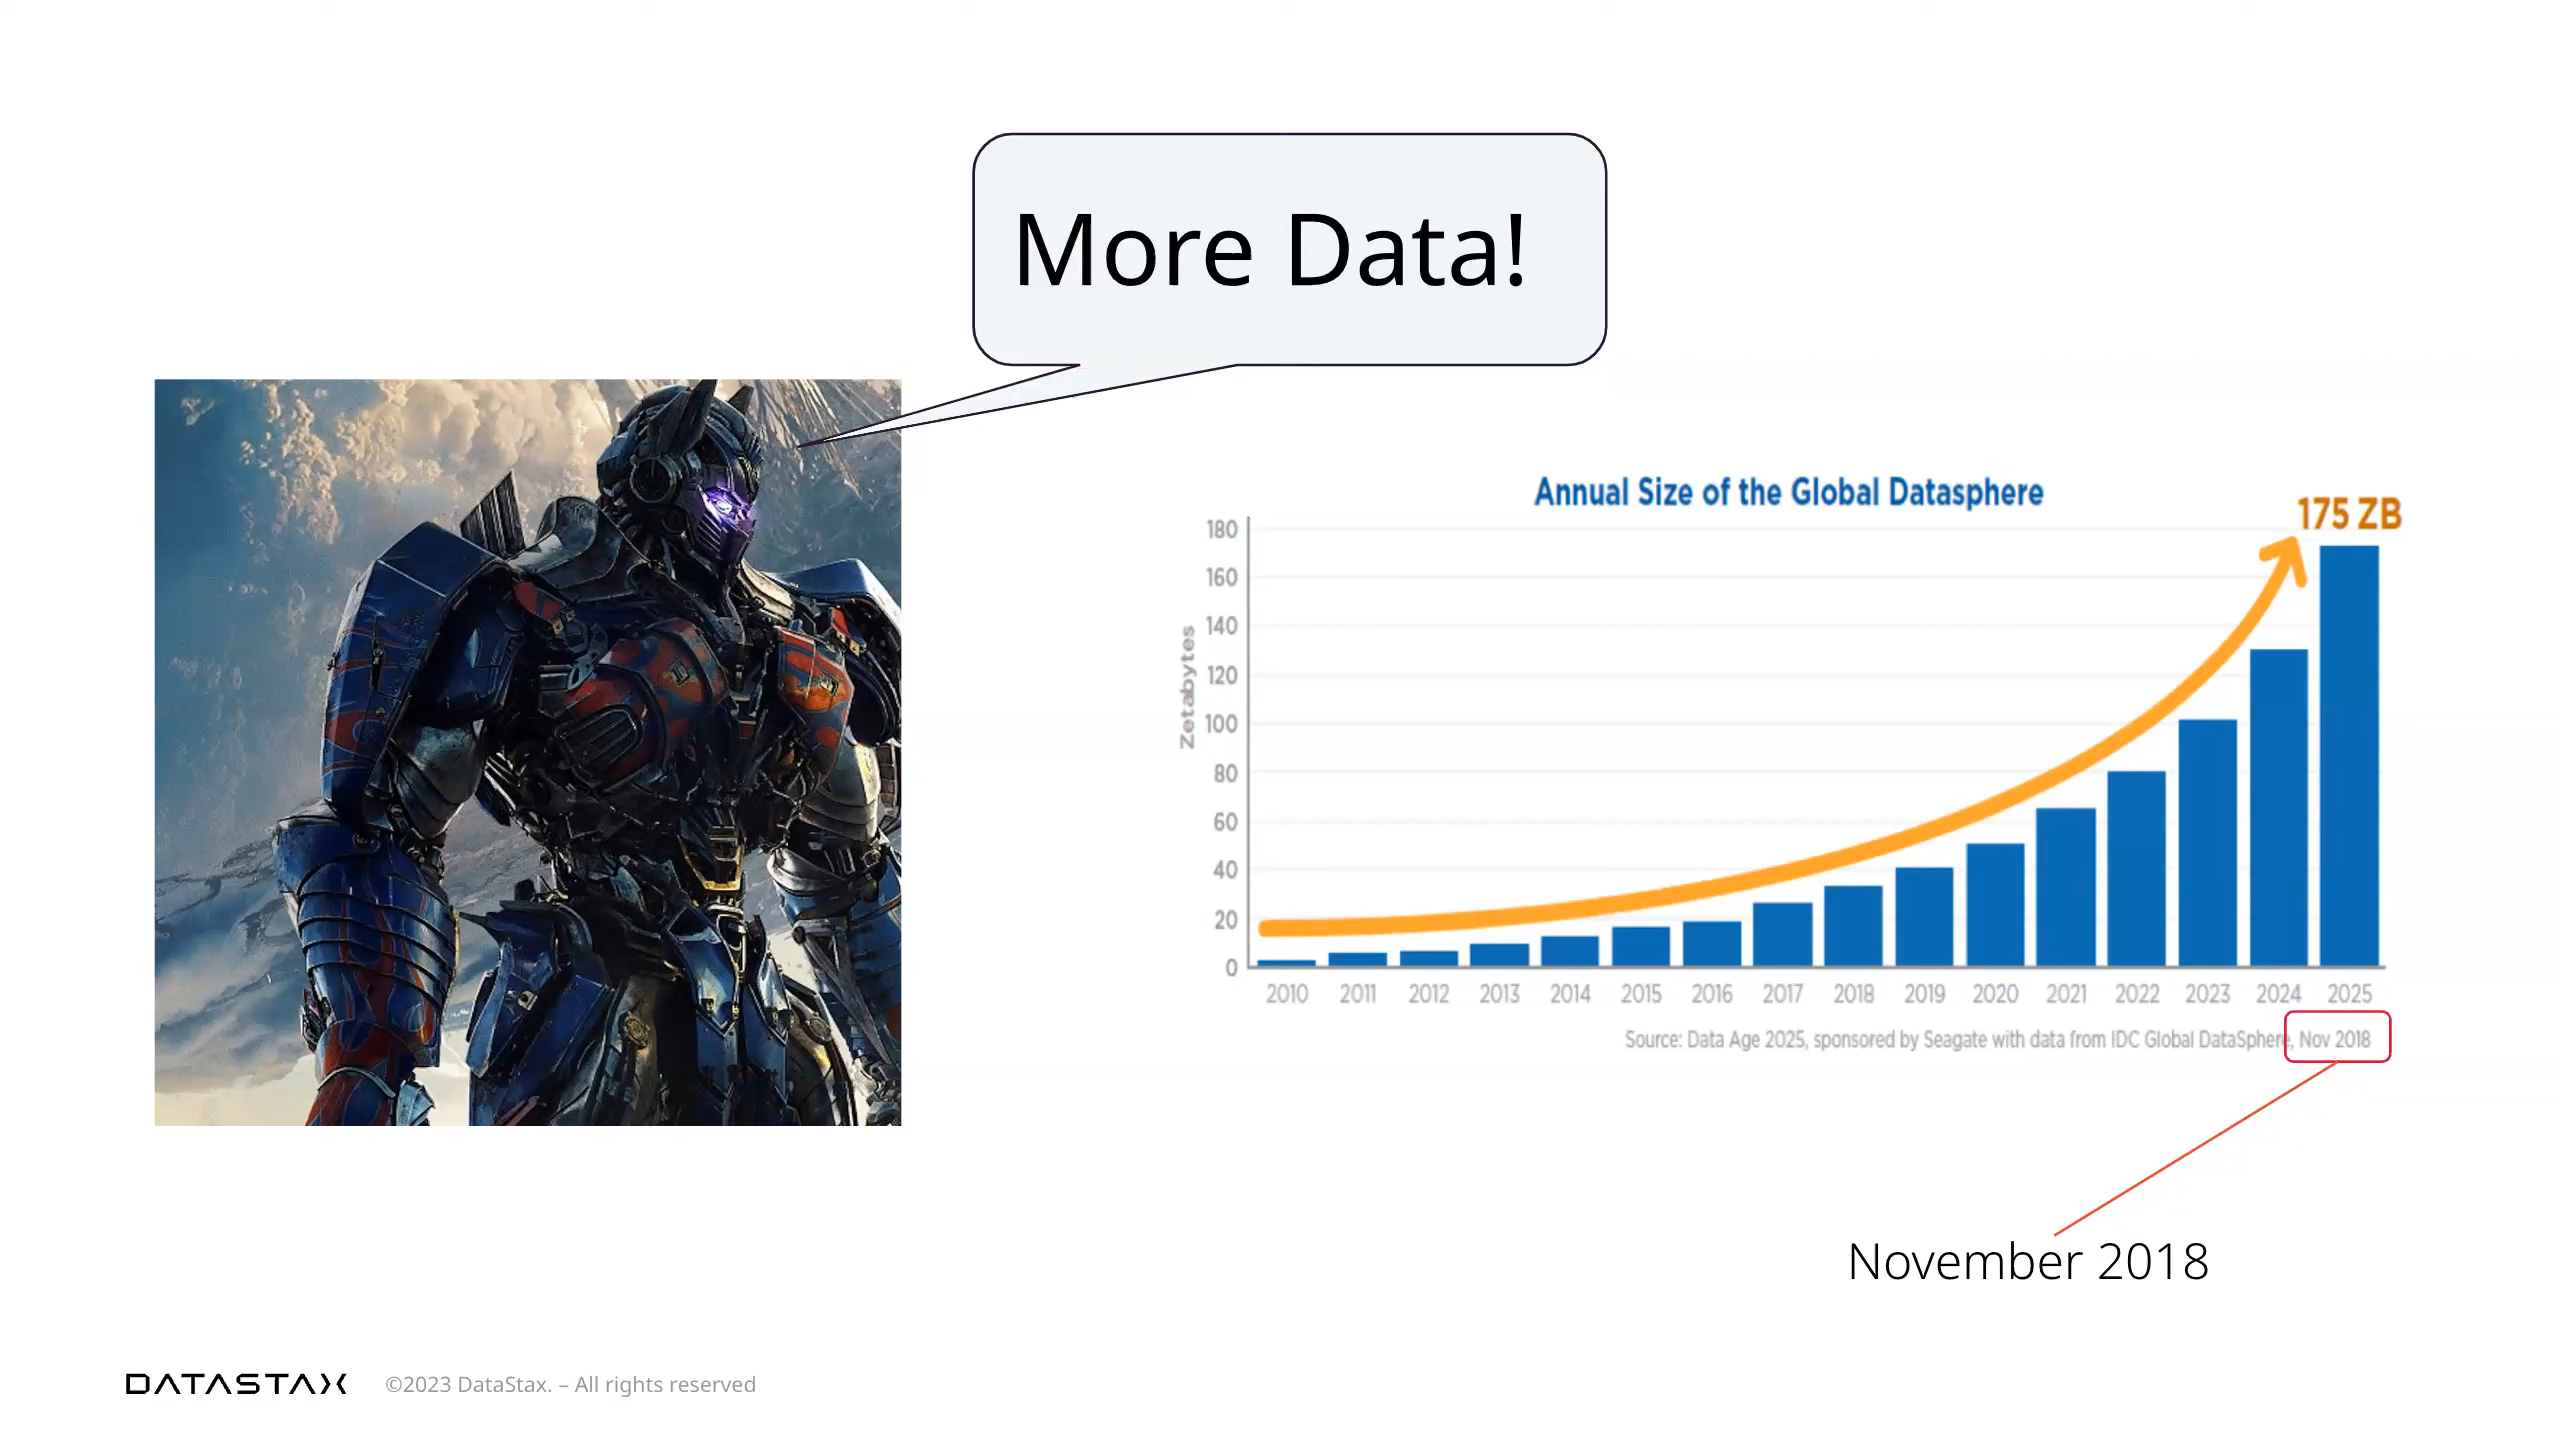 More Data!
Annual Size of the Global Datasphere
175 ZB
Zetabytes
180
160
140
120
100
80
60
40
20
0
2010 2011 2012 2013 2014 2015 2016 2017 2018 2019 2020 2021 2022 2023 2024 2025
Source: Data Age 2025, sponsored by Seagate with data from IDC Global DataSphere, Nov 2018
November 2018
DATASTAX ©2023 DataStax. – All rights reserved